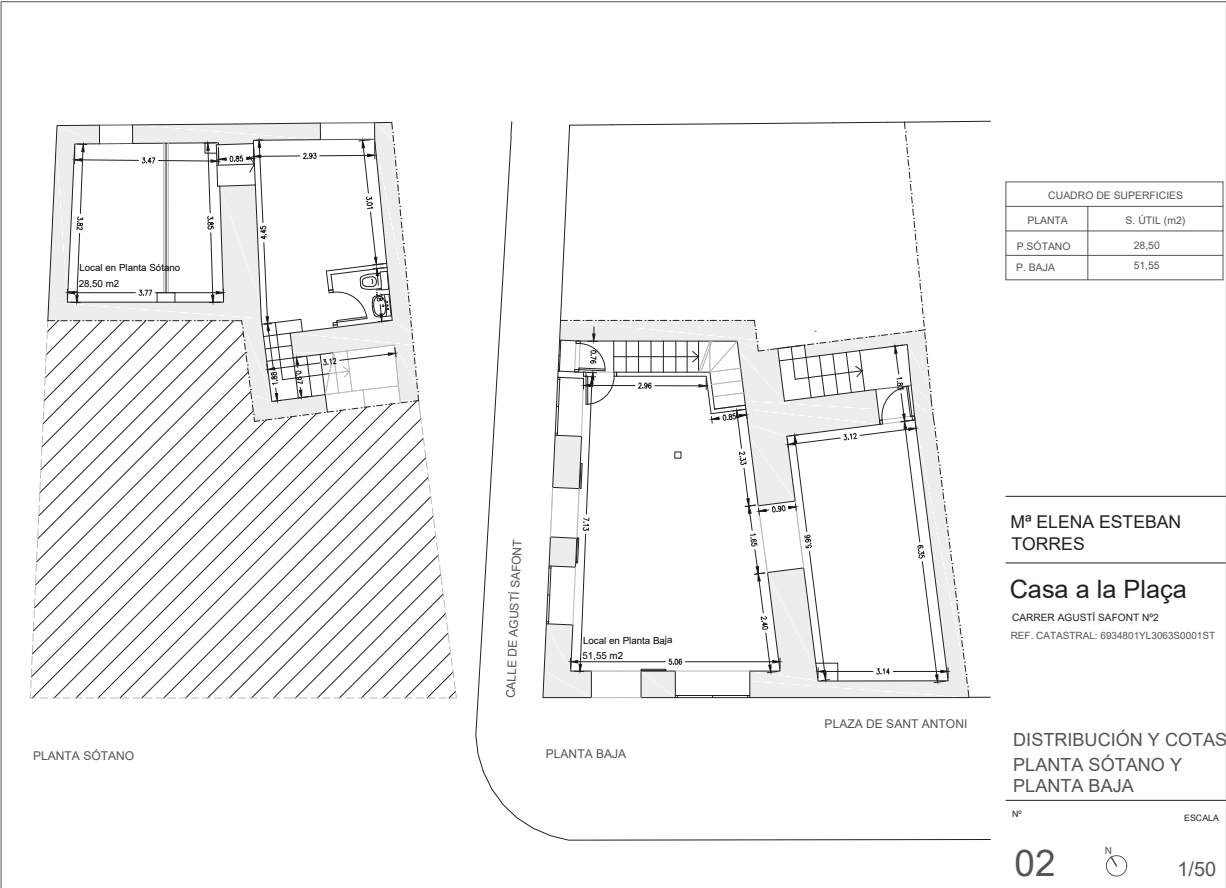 3.47
0.85
2.93
3.82
3.85
4.45
3.01
Local en Planta Sótano
28,50 m2
3.77
3.12
1.88
0.97
PLANTA SÓTANO
CALLE DE AGUSTÍ SAFONT
0.76
2.96
0.85
2.33
3.12
7.13
0.90
1.65
5.96
6.35
2.40
Local en Planta Baja
51,55 m2
5.06
3.14
PLAZA DE SANT ANTONI
PLANTA BAJA
CUADRO DE SUPERFICIES
PLANTA S. ÚTIL (m2)
P.SÓTANO 28,50
P. BAJA 51,55
Mª ELENA ESTEBAN
TORRES
Casa a la Plaça
CARRER AGUSTÍ SAFONT Nº2
REF. CATASTRAL: 6934801YL3063S0001ST
DISTRIBUCIÓN Y COTAS
PLANTA SÓTANO Y
PLANTA BAJA
Nº ESCALA
02 N 1/50